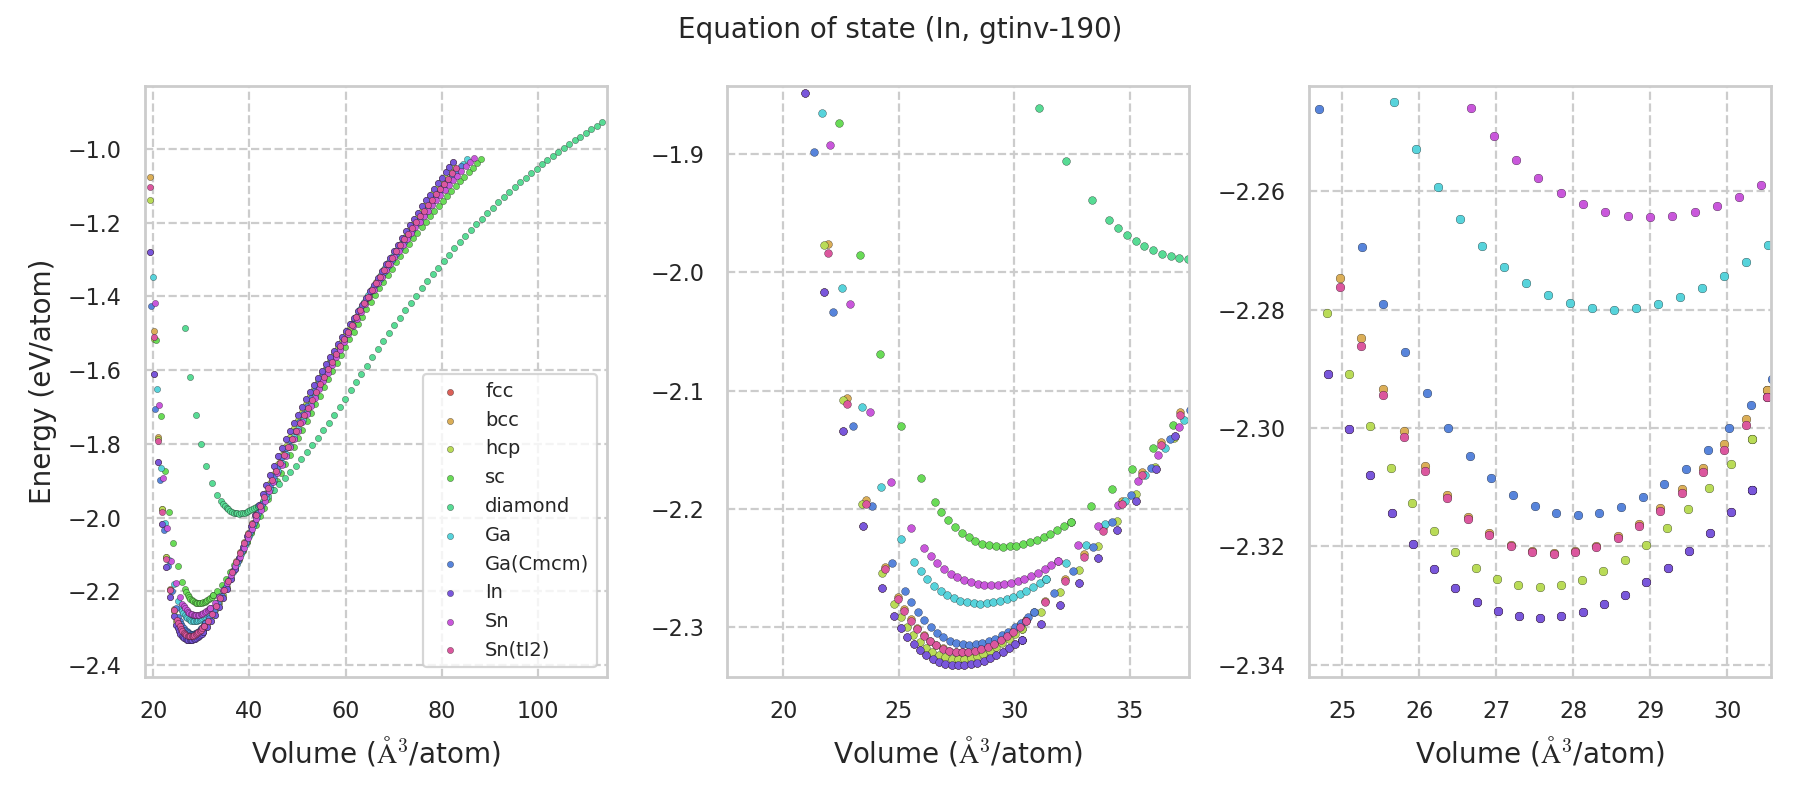 Equation of state (In, gtinv-190)
Energy (eV/atom)
−1.0
−1.2
−1.4
−1.6
−1.8
−2.0
−2.2
−2.4
20 40 60 80 100
Volume (Å³/atom)
fcc
bcc
hcp
sc
diamond
Ga
Ga(Cmcm)
In
Sn
Sn(tI2)
−1.9
−2.0
−2.1
−2.2
−2.3
20 25 30 35
Volume (Å³/atom)
−2.26
−2.28
−2.30
−2.32
−2.34
25 26 27 28 29 30
Volume (Å³/atom)